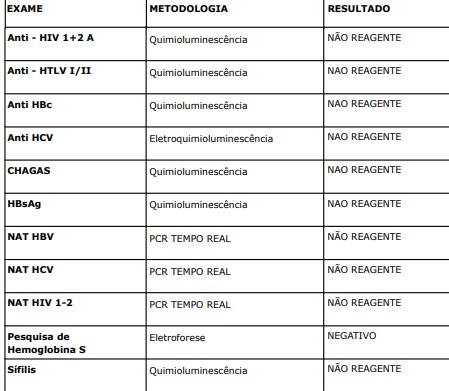 EXAME METODOLOGIA RESULTADO
Anti - HIV 1+2 A Quimioluminescência NÃO REAGENTE
Anti - HTLV I/II Quimioluminescência NAO REAGENTE
Anti HBc Quimioluminescência NAO REAGENTE
Anti HCV Eletroquimioluminescência NAO REAGENTE
CHAGAS Quimioluminescência NAO REAGENTE
HBsAg Quimioluminescência NAO REAGENTE
NAT HBV PCR TEMPO REAL NÃO REAGENTE
NAT HCV PCR TEMPO REAL NÃO REAGENTE
NAT HIV 1-2 PCR TEMPO REAL NÃO REAGENTE
Pesquisa de Eletroforese NEGATIVO
Hemoglobina S
Sífilis Quimioluminescência NÃO REAGENTE